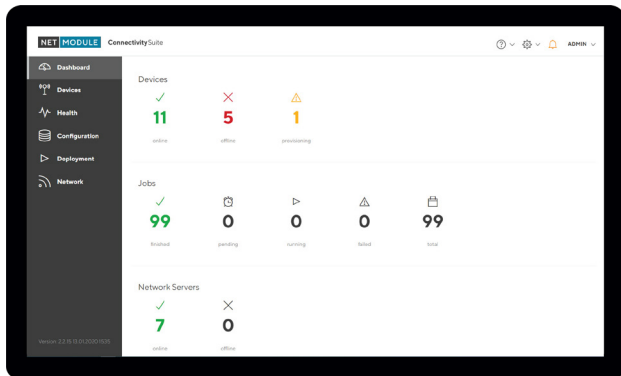 NET MODULE ConnectivitySuite
ADMIN
Dashboard
Devices
Health
Configuration
Deployment
Network
Devices
11 5 1
online offline provisioning
Jobs
99 0 0 0 99
finished pending running failed total
Network Servers
7 0
online offline